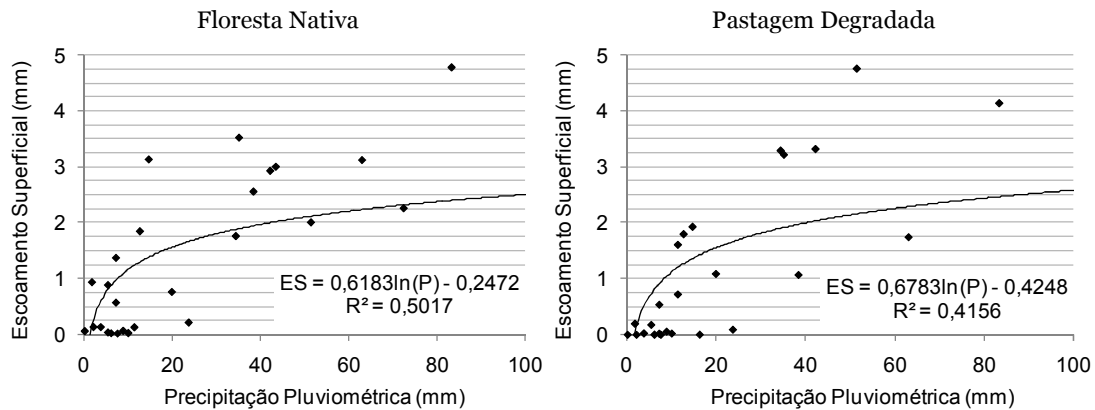 Floresta Nativa
Escoamento Superficial (mm)
5
4
3
2
1
0
ES = 0,6183ln(P) - 0,2472
R² = 0,5017
0 20 40 60 80 100
Precipitação Pluviométrica (mm)
Pastagem Degradada
Escoamento Superficial (mm)
5
4
3
2
1
0
ES = 0,6783ln(P) - 0,4248
R² = 0,4156
0 20 40 60 80 100
Precipitação Pluviométrica (mm)